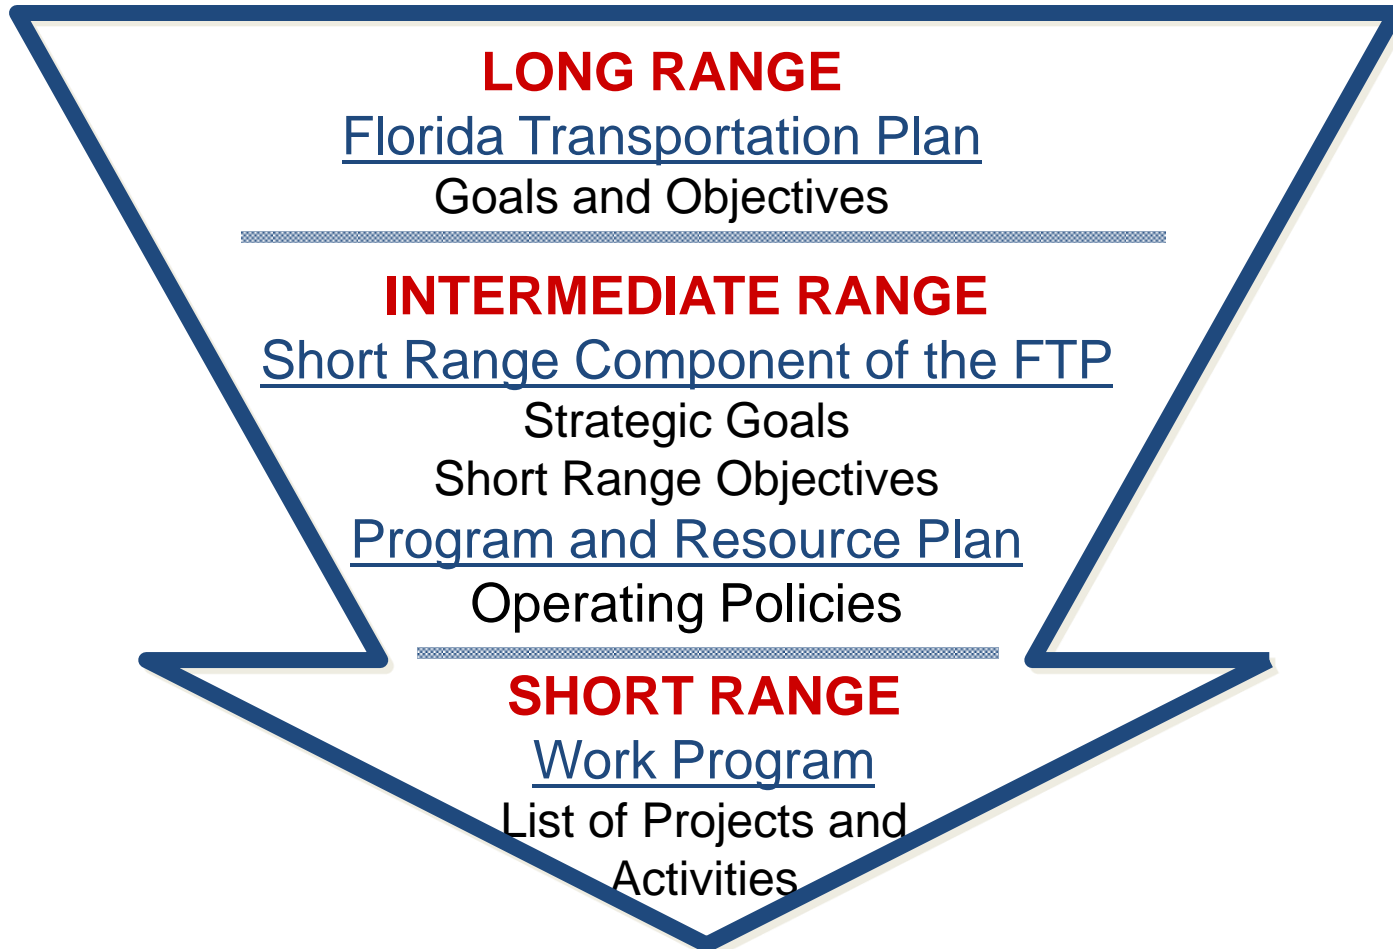 LONG RANGE
Florida Transportation Plan
Goals and Objectives
INTERMEDIATE RANGE
Short Range Component of the FTP
Strategic Goals
Short Range Objectives
Program and Resource Plan
Operating Policies
SHORT RANGE
Work Program
List of Projects and
Activities